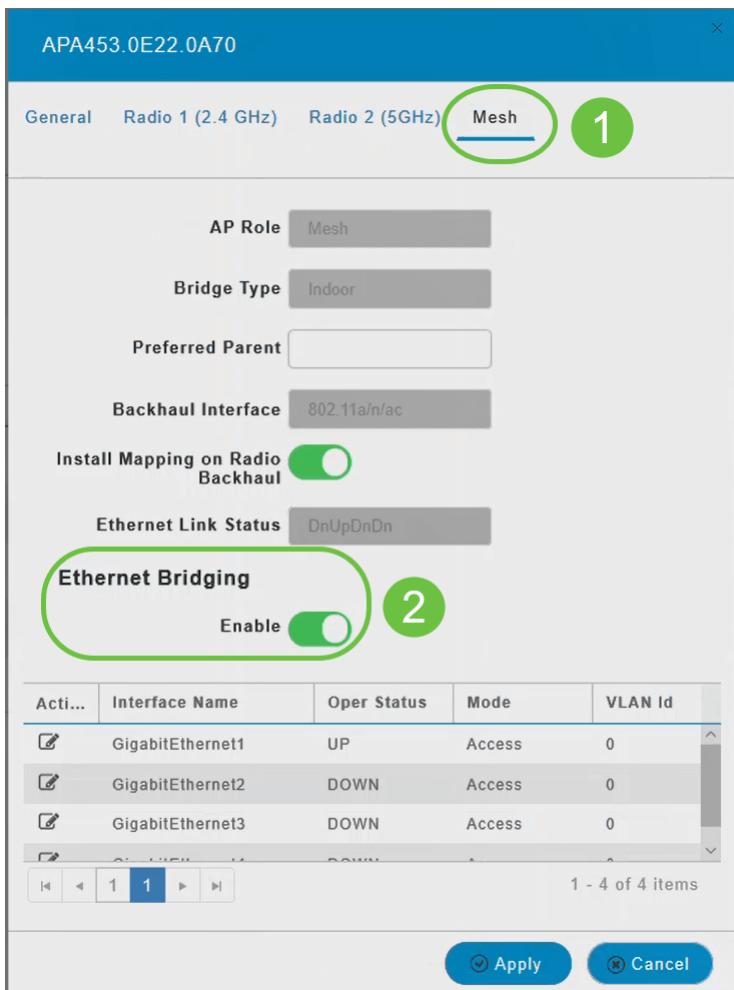 APA453.0E22.0A70
General Radio 1 (2.4 GHz) Radio 2 (5GHz) Mesh 1
AP Role Mesh
Bridge Type Indoor
Preferred Parent
Backhaul Interface 802.11a/n/ac
Install Mapping on Radio
Backhaul
Ethernet Link Status DnUpDnDn
Ethernet Bridging
2
Enable
Acti... Interface Name Oper Status Mode VLAN Id
GigabitEthernet1 UP Access 0
GigabitEthernet2 DOWN Access 0
GigabitEthernet3 DOWN Access 0
1 1 1 - 4 of 4 items
Apply Cancel